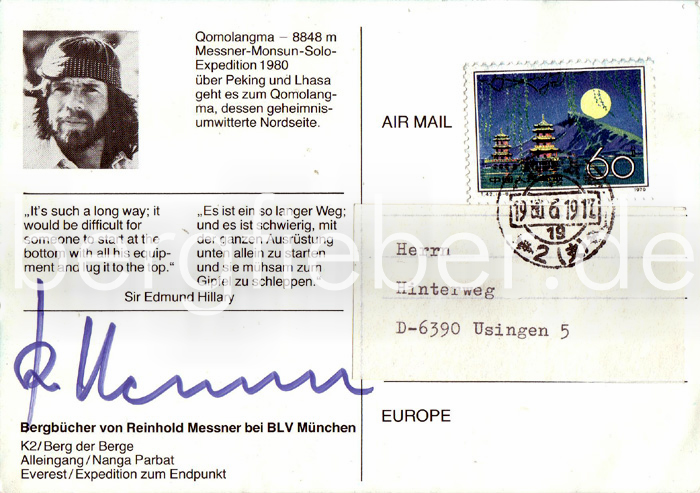 Qomolangma – 8848 m
Messner-Monsun-Solo-
Expedition 1980
über Peking und Lhasa
geht es zum Qomolang-
ma, dessen geheimnis-
umwitterte Nordseite.
„It's such a long way; it
would be difficult for
someone to start at the
bottom with all his equip-
ment and lug it to the top.“
„Es ist ein so langer Weg;
und es ist schwierig, mit
der ganzen Ausrüstung
unten allein zu starten
und sie mühsam zum
Gipfel zu schleppen.“
Sir Edmund Hillary
R. Messner
Bergbücher von Reinhold Messner bei BLV München
K2/Berg der Berge
Alleingang/Nanga Parbat
Everest/Expedition zum Endpunkt
AIR MAIL
60
1979
19
Herrn
Hinterweg
D-6390 Usingen 5
EUROPE
bergfieber.de